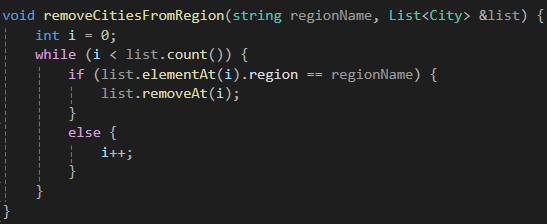 void removeCitiesFromRegion(string regionName, List<City> &list) {
    int i = 0;
    while (i < list.count()) {
        if (list.elementAt(i).region == regionName) {
            list.removeAt(i);
        }
        else {
            i++;
        }
    }
}